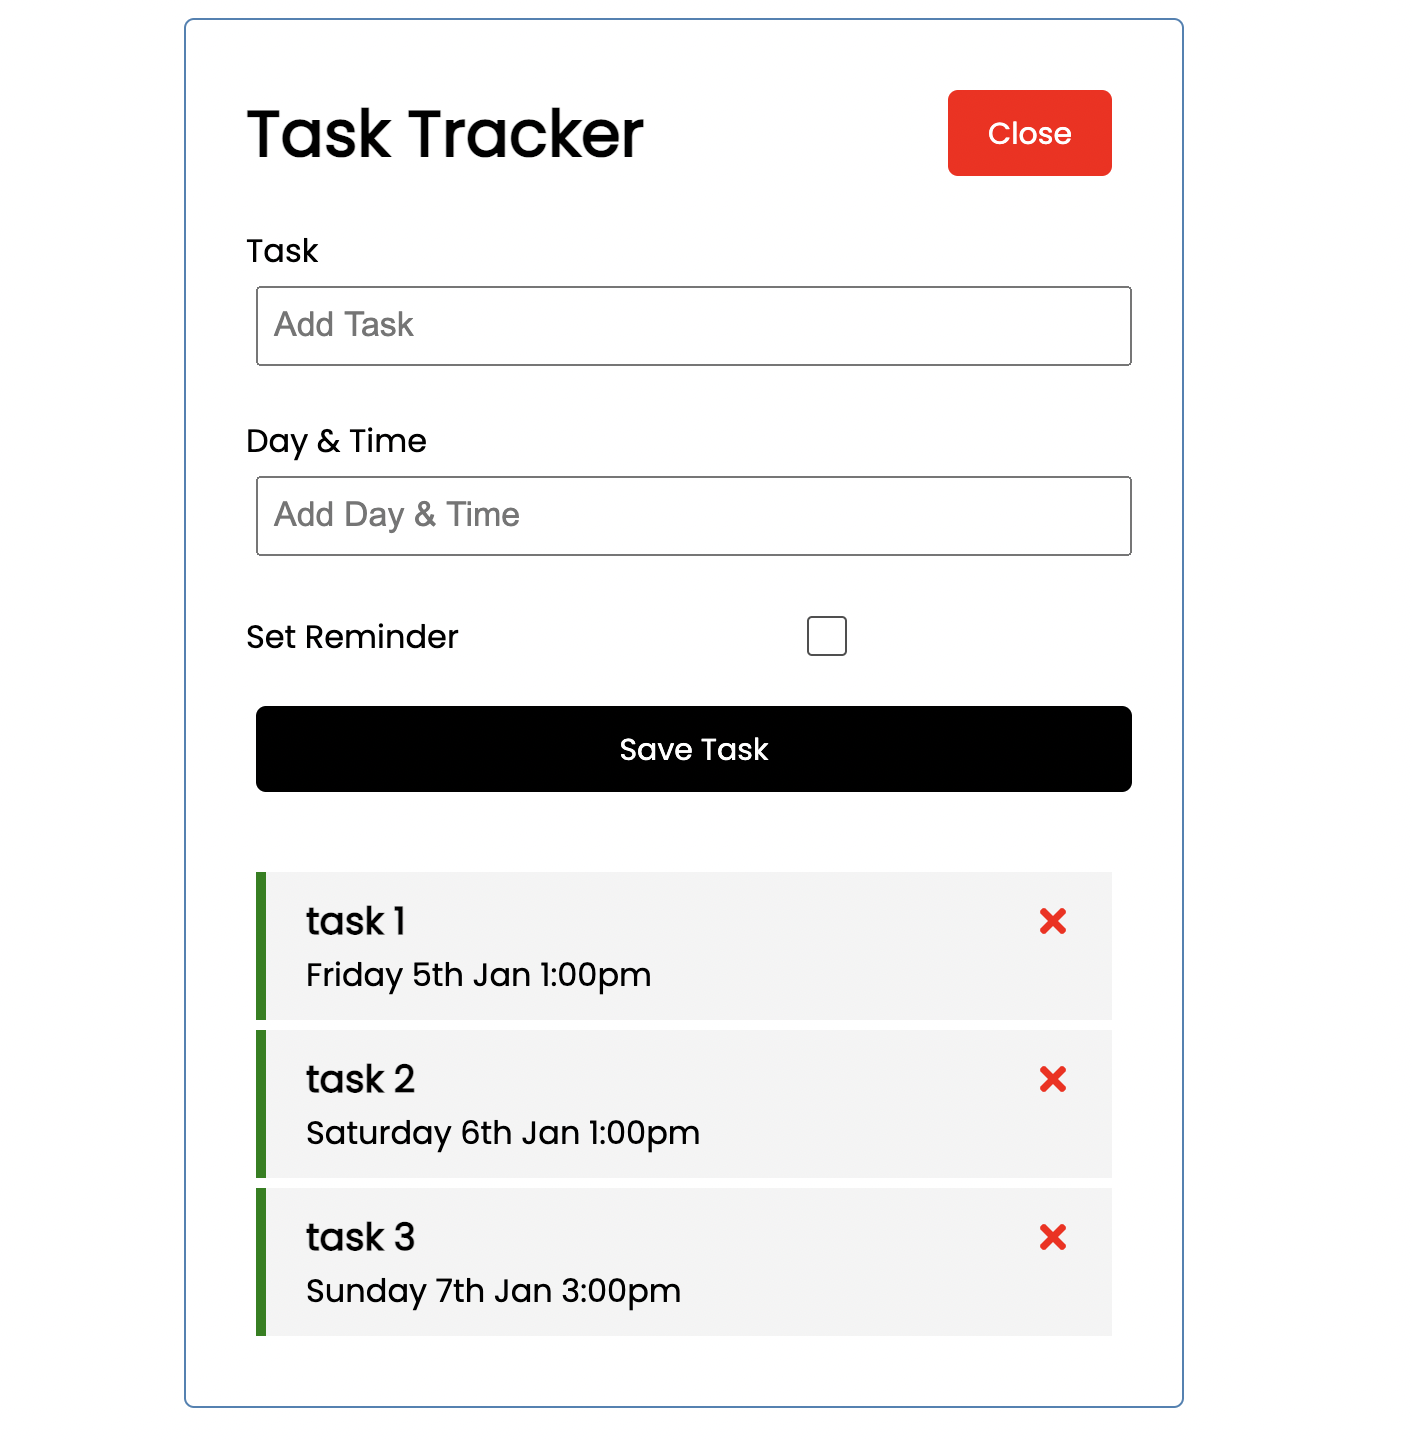 Task Tracker
Close
Task
Add Task
Day & Time
Add Day & Time
Set Reminder
Save Task
task 1
Friday 5th Jan 1:00pm
task 2
Saturday 6th Jan 1:00pm
task 3
Sunday 7th Jan 3:00pm